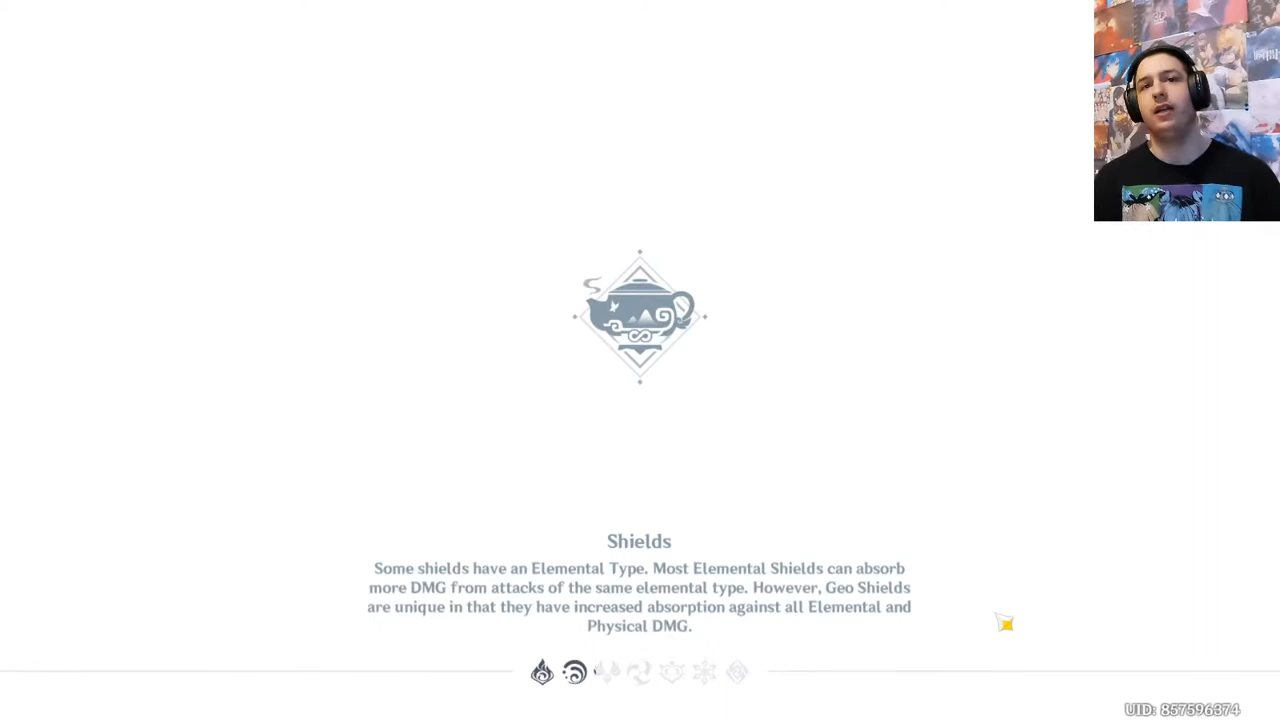 Shields
Some shields have an Elemental Type. Most Elemental Shields can absorb
more DMG from attacks of the same elemental type. However, Geo Shields
are unique in that they have increased absorption against all Elemental and
Physical DMG.
UID: 857596374